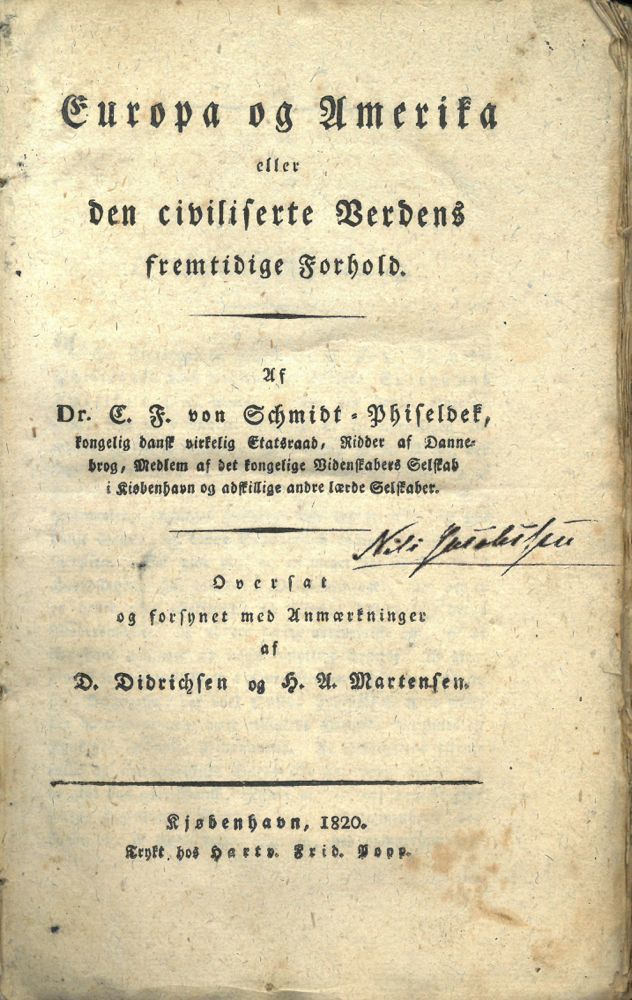 Europa og Amerika
eller
den civiliserte Verdens
fremtidige Forhold.
Af
Dr. C. F. von Schmidt-Phiseldek,
kongelig dansk virkelig Etatsraad, Ridder af Danne-
brog, Medlem af det kongelige Videnskabers Selskab
i Kiøbenhavn og adskillige andre lærde Selskaber.
Nils
Oversat
og forsynet med Anmærkninger
af
D. Didrichsen og H. A. Martensen.
Kjøbenhavn, 1820.
Trykt hos Hartv. Frid. Popp.